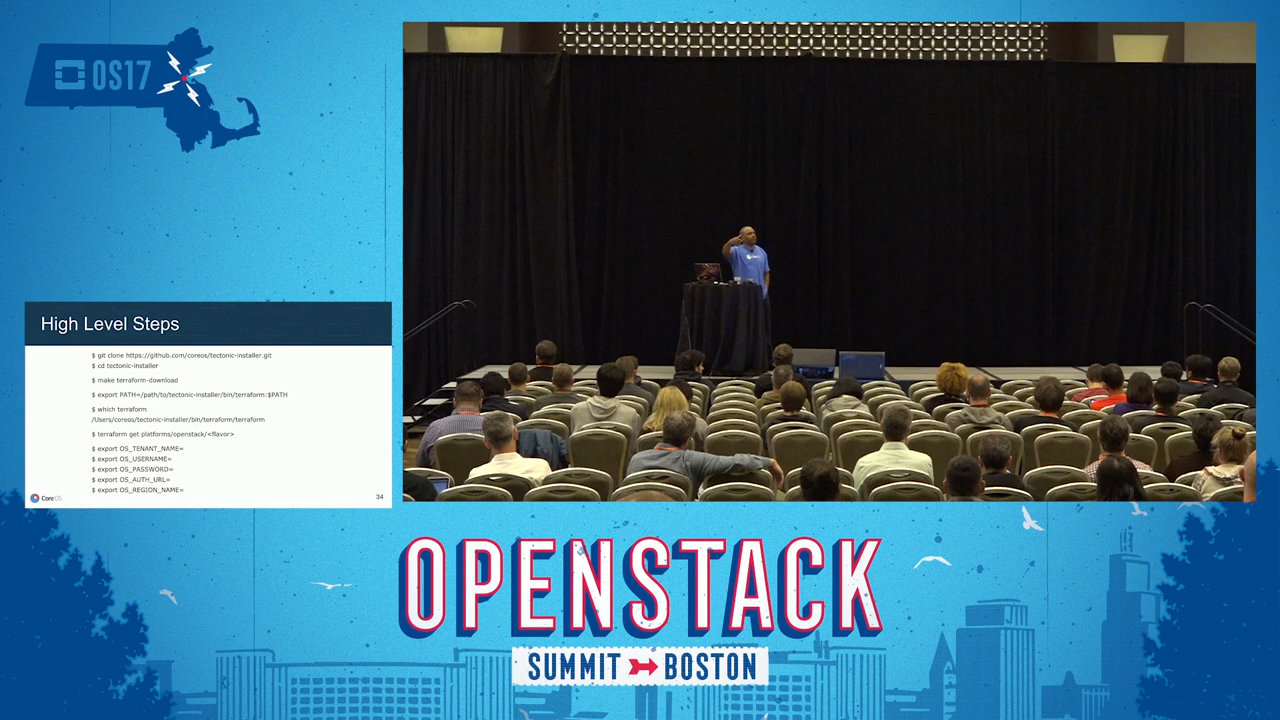 OS17
High Level Steps
$ git clone https://github.com/coreos/tectonic-installer.git
$ cd tectonic-installer
$ make terraform-download
$ export PATH=/path/to/tectonic-installer/bin/terraform:$PATH
$ which terraform
/Users/coreos/tectonic-installer/bin/terraform/terraform
$ terraform get platforms/openstack/<flavor>
$ export OS_TENANT_NAME=
$ export OS_USERNAME=
$ export OS_PASSWORD=
$ export OS_AUTH_URL=
$ export OS_REGION_NAME=
CoreOS
34
OPENSTACK
SUMMIT BOSTON